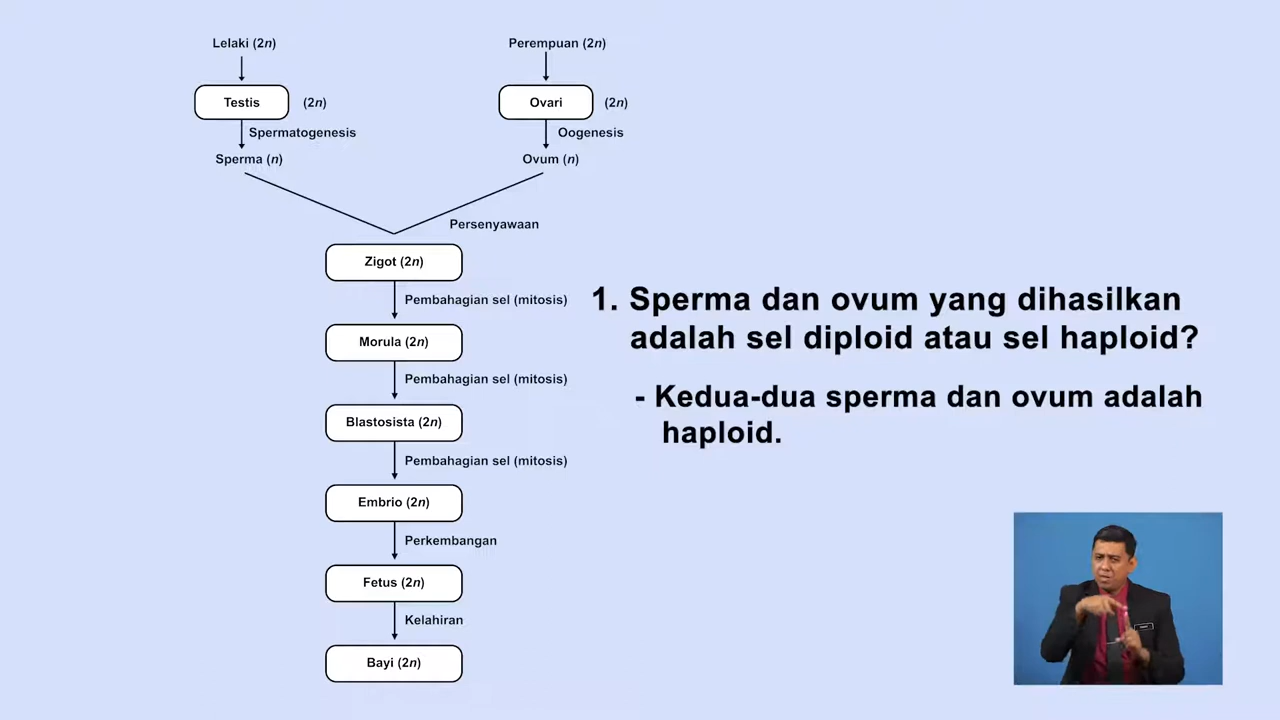 Lelaki (2n)
Perempuan (2n)
Testis
(2n)
Ovari
(2n)
Spermatogenesis
Oogenesis
Sperma (n)
Ovum (n)
Persenyawaan
Zigot (2n)
Pembahagian sel (mitosis)
Morula (2n)
Pembahagian sel (mitosis)
Blastosista (2n)
Pembahagian sel (mitosis)
Embrio (2n)
Perkembangan
Fetus (2n)
Kelahiran
Bayi (2n)
1. Sperma dan ovum yang dihasilkan
adalah sel diploid atau sel haploid?
- Kedua-dua sperma dan ovum adalah
haploid.